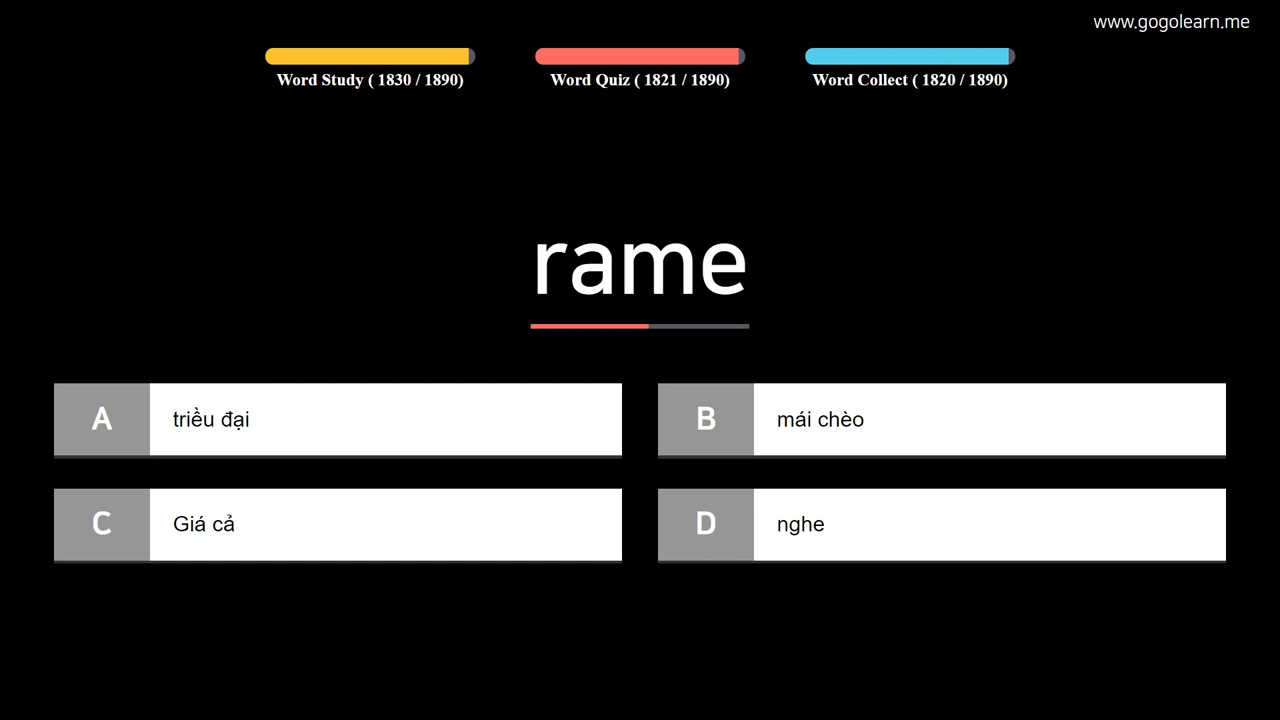 www.gogolearn.me
Word Study ( 1830 / 1890)
Word Quiz ( 1821 / 1890)
Word Collect ( 1820 / 1890)
rame
A triều đại
B mái chèo
C Giá cả
D nghe